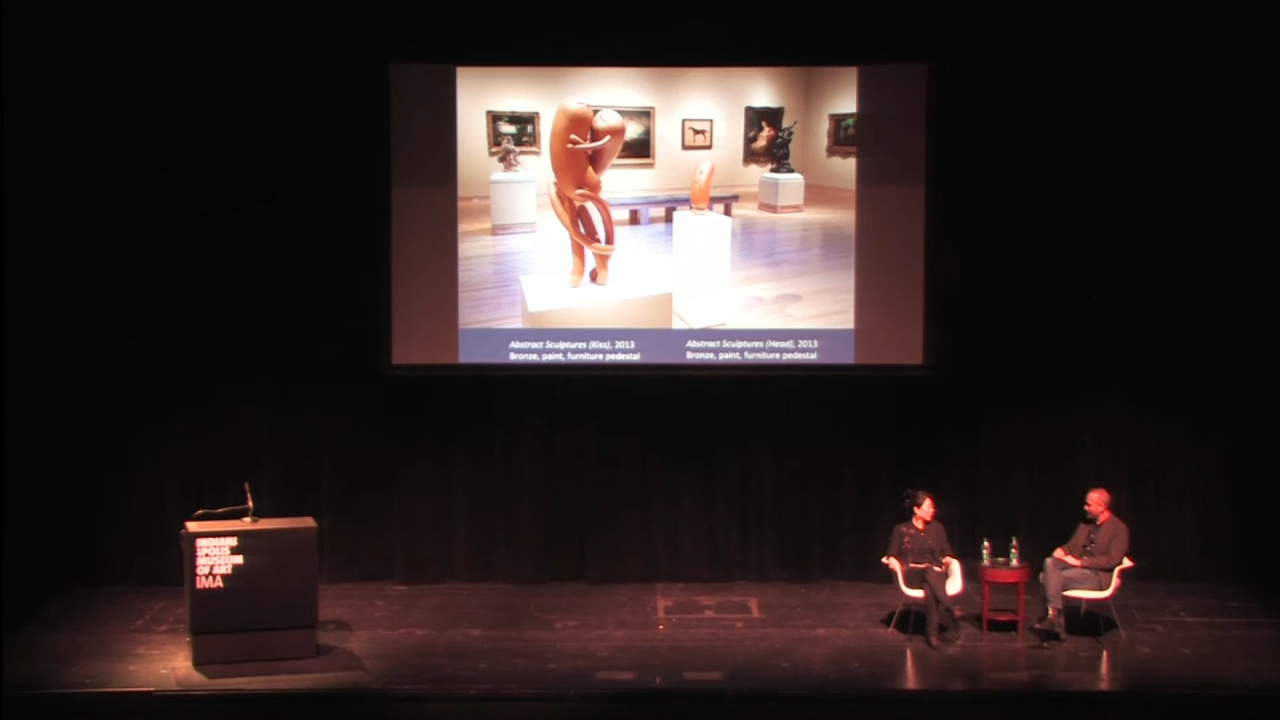 Abstract Sculptures (Kiss), 2013
Bronze, paint, furniture pedestal
Abstract Sculptures (Head), 2013
Bronze, paint, furniture pedestal
INDIANA
POLIS
MUSEUM
OF ART
IMA